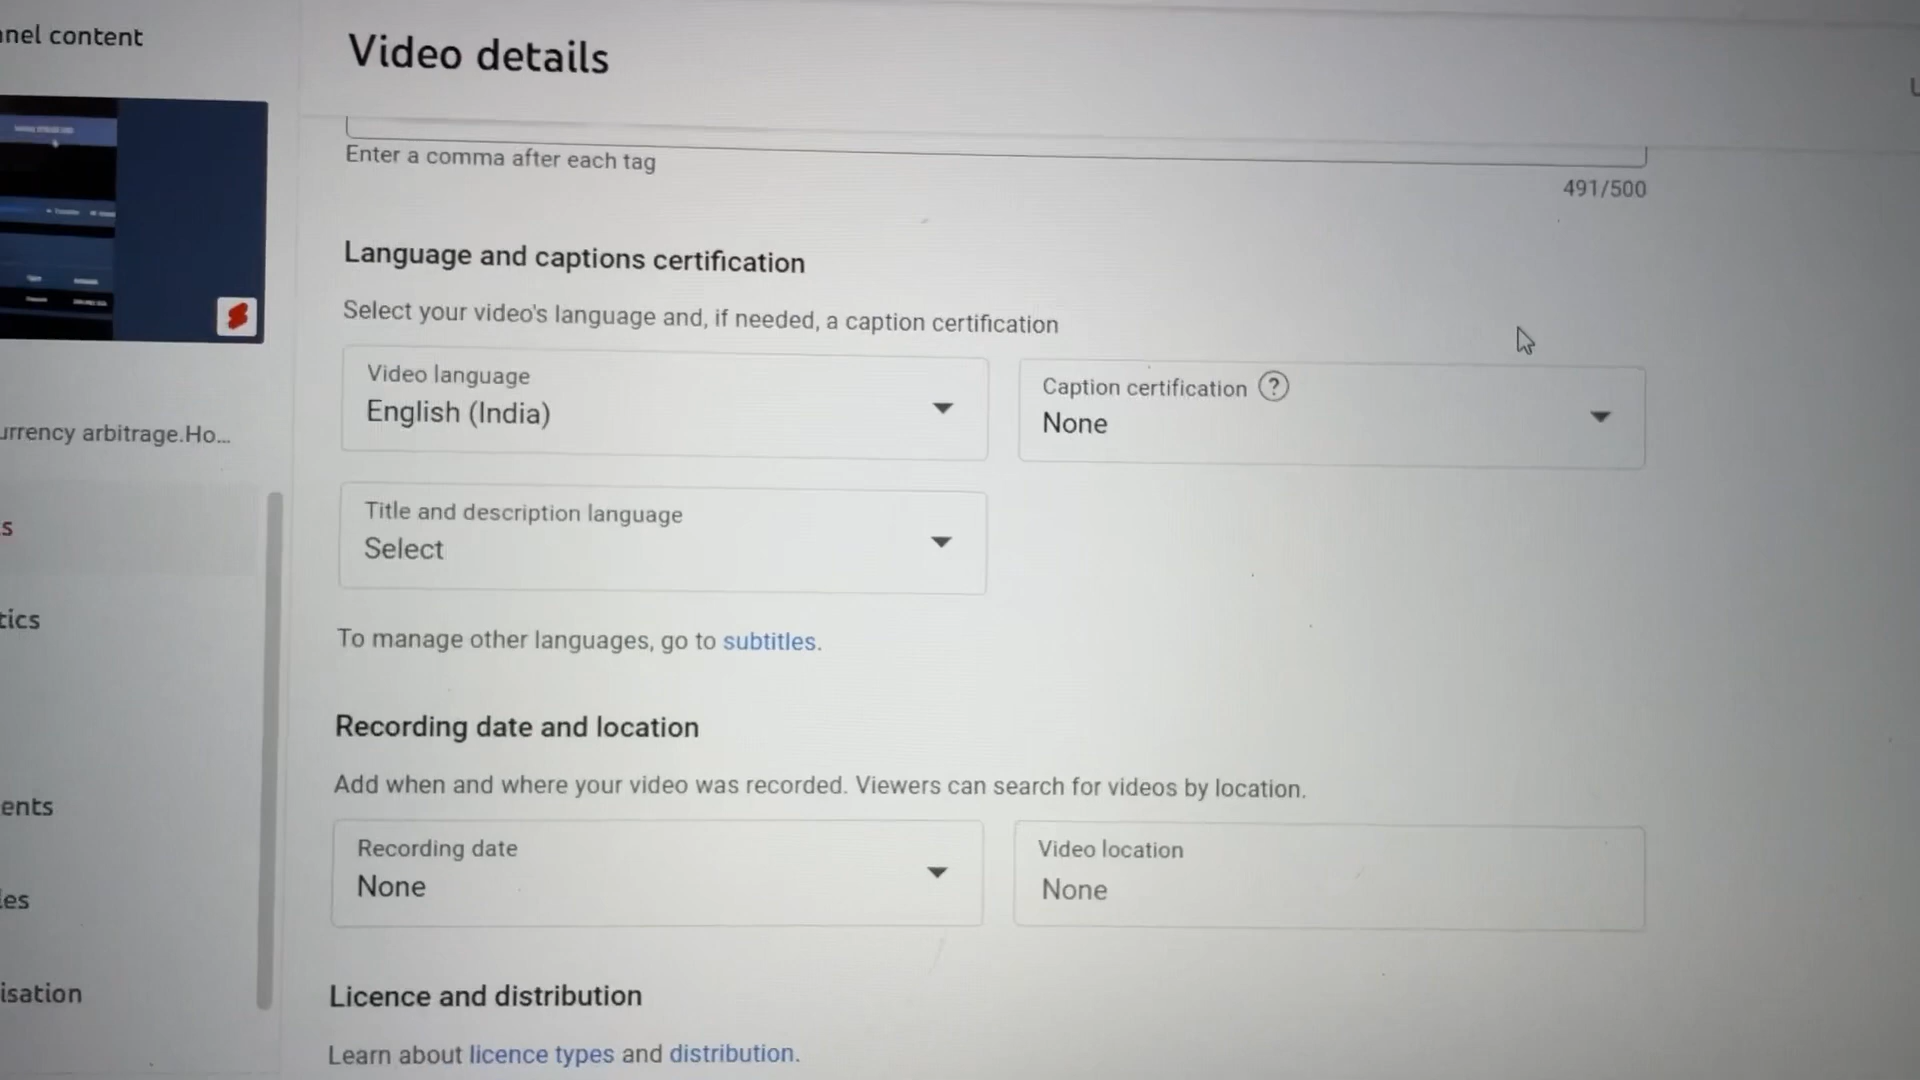 nel content
Video details
Enter a comma after each tag
491/500
Language and captions certification
Select your video's language and, if needed, a caption certification
Video language
English (India)
Caption certification ?
None
urrency arbitrage.Ho...
Title and description language
Select
s
tics
To manage other languages, go to subtitles.
Recording date and location
Add when and where your video was recorded. Viewers can search for videos by location.
ents
Recording date
None
Video location
None
les
isation
Licence and distribution
Learn about licence types and distribution.